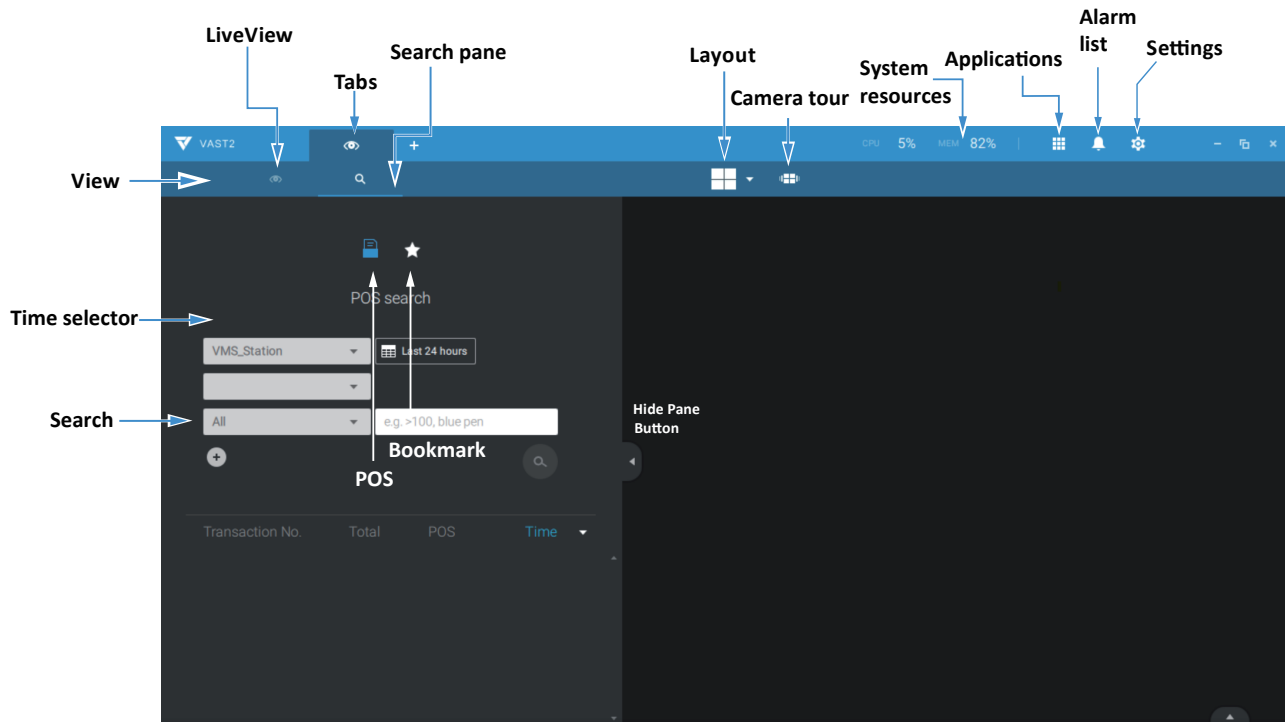 LiveView
Tabs
Search pane
Layout
Camera tour
System
resources
Applications
Alarm
list
Settings
VAST2
+
CPU 5% MEM 82%
View
POS search
Time selector
VMS_Station
Last 24 hours
Search
All
e.g. >100, blue pen
Bookmark
POS
Hide Pane
Button
Transaction No. Total POS Time